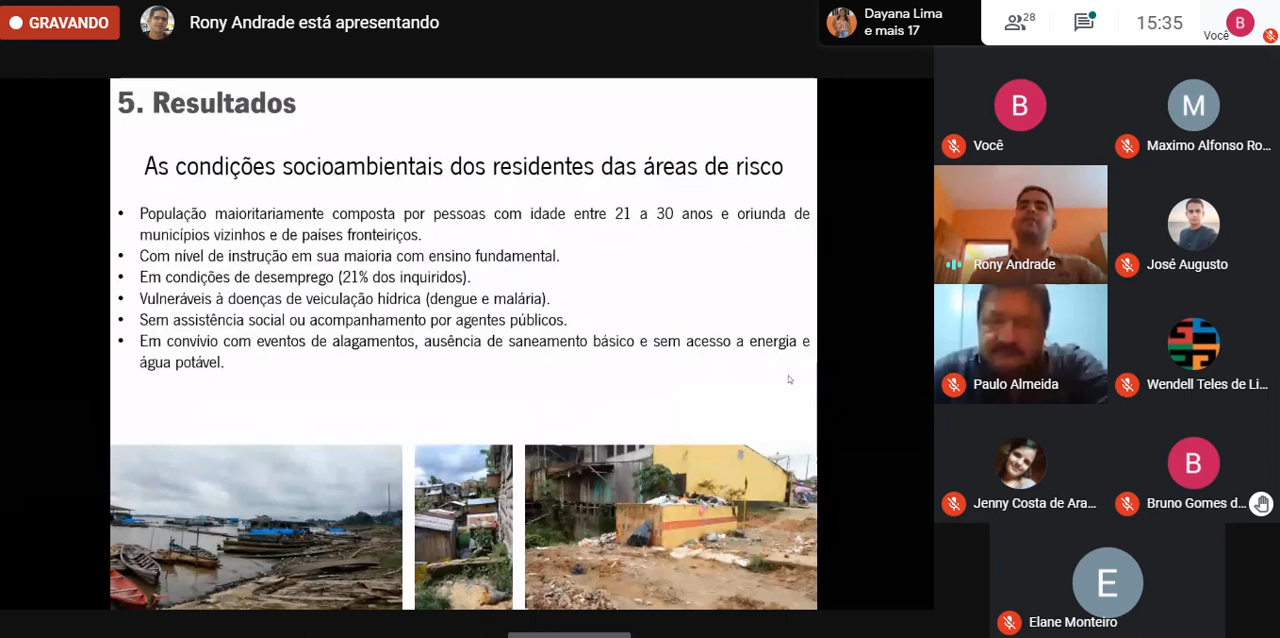 GRAVANDO
Rony Andrade está apresentando
Dayana Lima
e mais 17
28
15:35
Você
B
5. Resultados
As condições socioambientais dos residentes das áreas de risco
• População maioritariamente composta por pessoas com idade entre 21 a 30 anos e oriunda de
municípios vizinhos e de países fronteiriços.
• Com nível de instrução em sua maioria com ensino fundamental.
• Em condições de desemprego (21% dos inquiridos).
• Vulneráveis à doenças de veiculação hídrica (dengue e malária).
• Sem assistência social ou acompanhamento por agentes públicos.
• Em convívio com eventos de alagamentos, ausência de saneamento básico e sem acesso a energia e
água potável.
B
Você
M
Maximo Alfonso Ro...
Rony Andrade
José Augusto
Paulo Almeida
Wendell Teles de Li...
Jenny Costa de Ara...
B
Bruno Gomes d...
E
Elane Monteiro